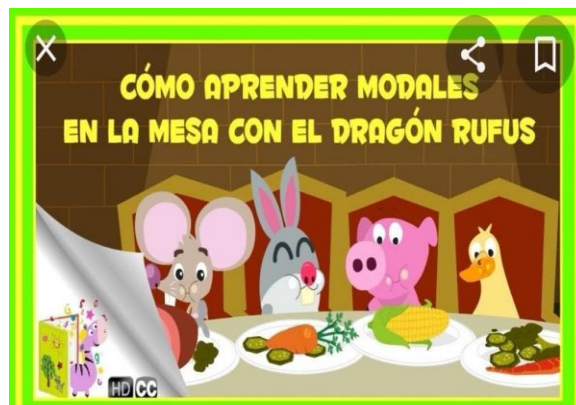 CÓMO APRENDER MODALES
EN LA MESA CON EL DRAGÓN RUFUS
HD CC